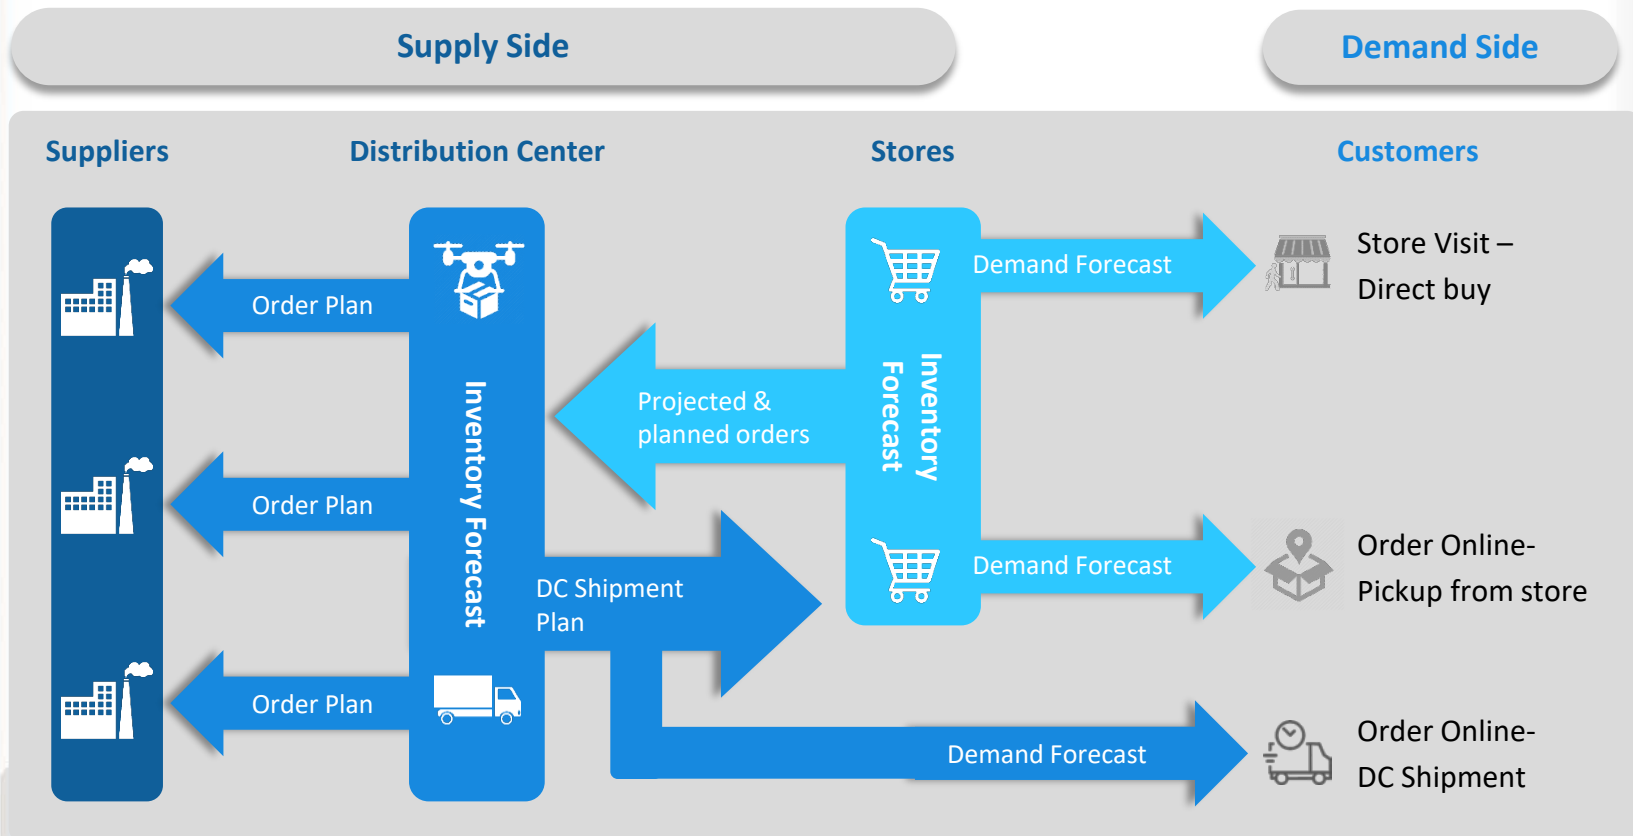 Supply Side
Demand Side
Suppliers
Distribution Center
Stores
Customers
Order Plan
Order Plan
Order Plan
Inventory Forecast
Projected &
planned orders
DC Shipment
Plan
Inventory
Forecast
Demand Forecast
Demand Forecast
Demand Forecast
Store Visit –
Direct buy
Order Online-
Pickup from store
Order Online-
DC Shipment